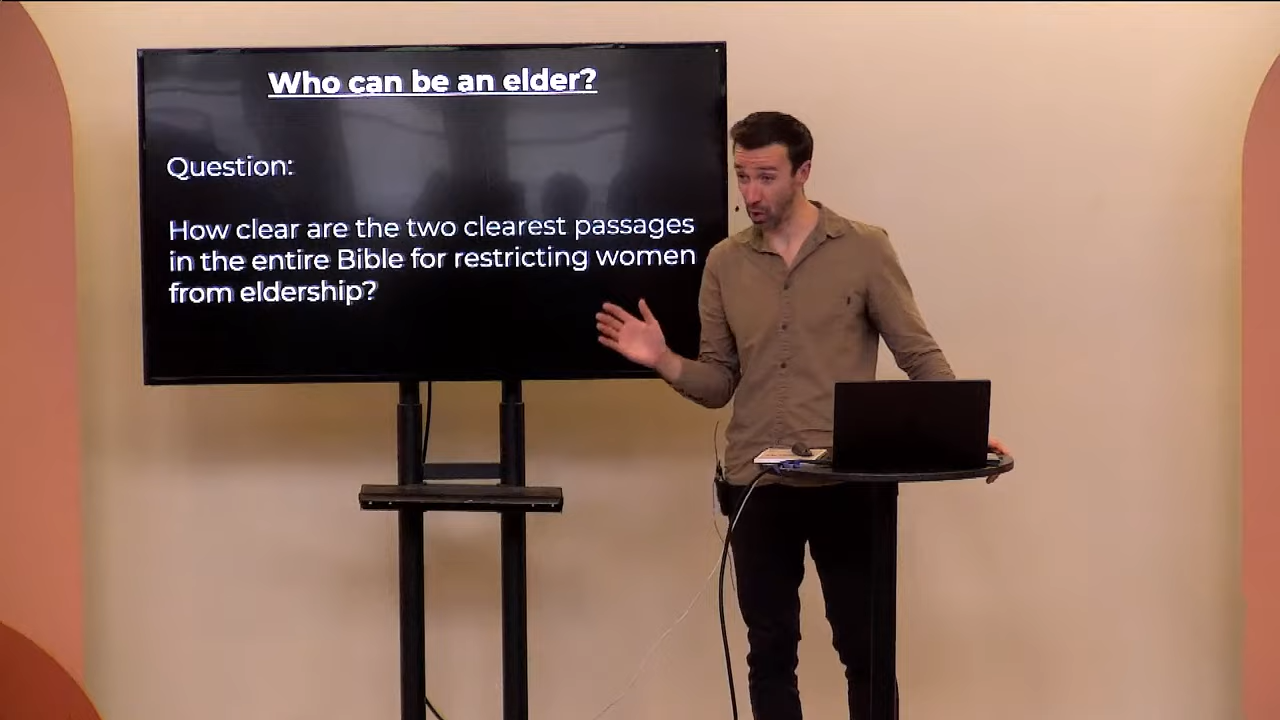 Who can be an elder?
Question:
How clear are the two clearest passages
in the entire Bible for restricting women
from eldership?